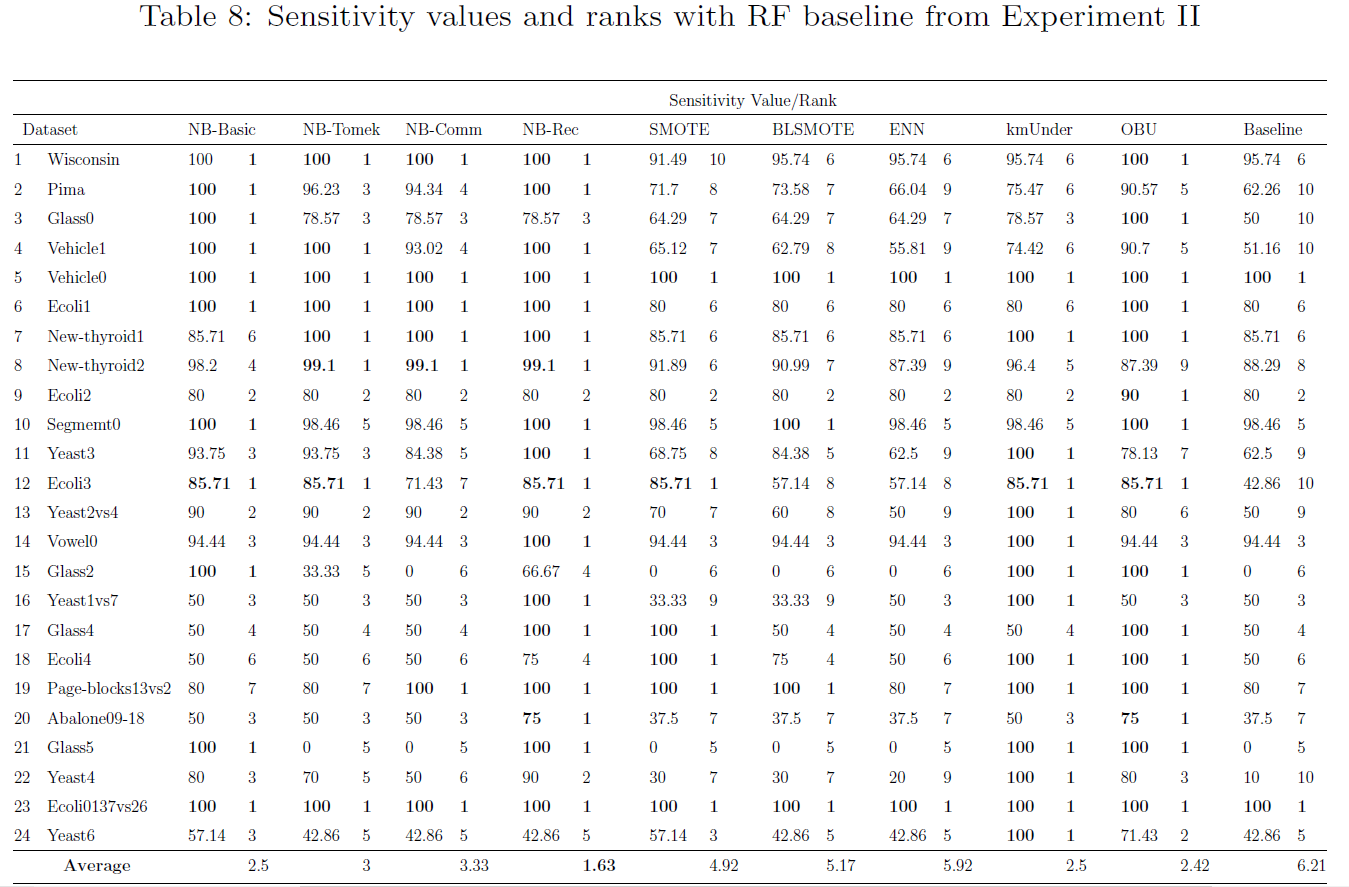 Table 8: Sensitivity values and ranks with RF baseline from Experiment II
Sensitivity Value/Rank
Dataset NB-Basic NB-Tomek NB-Comm NB-Rec SMOTE BLSMOTE ENN kmUnder OBU Baseline
1 Wisconsin 100 1 100 1 100 1 100 1 91.49 10 95.74 6 95.74 6 95.74 6 100 1 95.74 6
2 Pima 100 1 96.23 3 94.34 4 100 1 71.7 8 73.58 7 66.04 9 75.47 6 90.57 5 62.26 10
3 Glass0 100 1 78.57 3 78.57 3 78.57 3 64.29 7 64.29 7 64.29 7 78.57 3 100 1 50 10
4 Vehicle1 100 1 100 1 93.02 4 100 1 65.12 7 62.79 8 55.81 9 74.42 6 90.7 5 51.16 10
5 Vehicle0 100 1 100 1 100 1 100 1 100 1 100 1 100 1 100 1 100 1 100 1
6 Ecoli1 100 1 100 1 100 1 100 1 80 6 80 6 80 6 80 6 100 1 80 6
7 New-thyroid1 85.71 6 100 1 100 1 100 1 85.71 6 85.71 6 85.71 6 100 1 100 1 85.71 6
8 New-thyroid2 98.2 4 99.1 1 99.1 1 99.1 1 91.89 6 90.99 7 87.39 9 96.4 5 87.39 9 88.29 8
9 Ecoli2 80 2 80 2 80 2 80 2 80 2 80 2 80 2 80 2 90 1 80 2
10 Segmemt0 100 1 98.46 5 98.46 5 100 1 98.46 5 100 1 98.46 5 98.46 5 100 1 98.46 5
11 Yeast3 93.75 3 93.75 3 84.38 5 100 1 68.75 8 84.38 5 62.5 9 100 1 78.13 7 62.5 9
12 Ecoli3 85.71 1 85.71 1 71.43 7 85.71 1 85.71 1 57.14 8 57.14 8 85.71 1 85.71 1 42.86 10
13 Yeast2vs4 90 2 90 2 90 2 90 2 70 7 60 8 50 9 100 1 80 6 50 9
14 Vowel0 94.44 3 94.44 3 94.44 3 100 1 94.44 3 94.44 3 94.44 3 100 1 94.44 3 94.44 3
15 Glass2 100 1 33.33 5 0 6 66.67 4 0 6 0 6 0 6 100 1 100 1 0 6
16 Yeast1vs7 50 3 50 3 50 3 100 1 33.33 9 33.33 9 50 3 100 1 50 3 50 3
17 Glass4 50 4 50 4 50 4 100 1 100 1 50 4 50 4 50 4 100 1 50 4
18 Ecoli4 50 6 50 6 50 6 75 4 100 1 75 4 50 6 100 1 100 1 50 6
19 Page-blocks13vs2 80 7 80 7 100 1 100 1 100 1 100 1 80 7 100 1 100 1 80 7
20 Abalone09-18 50 3 50 3 50 3 75 1 37.5 7 37.5 7 37.5 7 50 3 75 1 37.5 7
21 Glass5 100 1 0 5 0 5 100 1 0 5 0 5 0 5 100 1 100 1 0 5
22 Yeast4 80 3 70 5 50 6 90 2 30 7 30 7 20 9 100 1 80 3 10 10
23 Ecoli0137vs26 100 1 100 1 100 1 100 1 100 1 100 1 100 1 100 1 100 1 100 1
24 Yeast6 57.14 3 42.86 5 42.86 5 42.86 5 57.14 3 42.86 5 42.86 5 100 1 71.43 2 42.86 5
Average 2.5 3 3.33 1.63 4.92 5.17 5.92 2.5 2.42 6.21